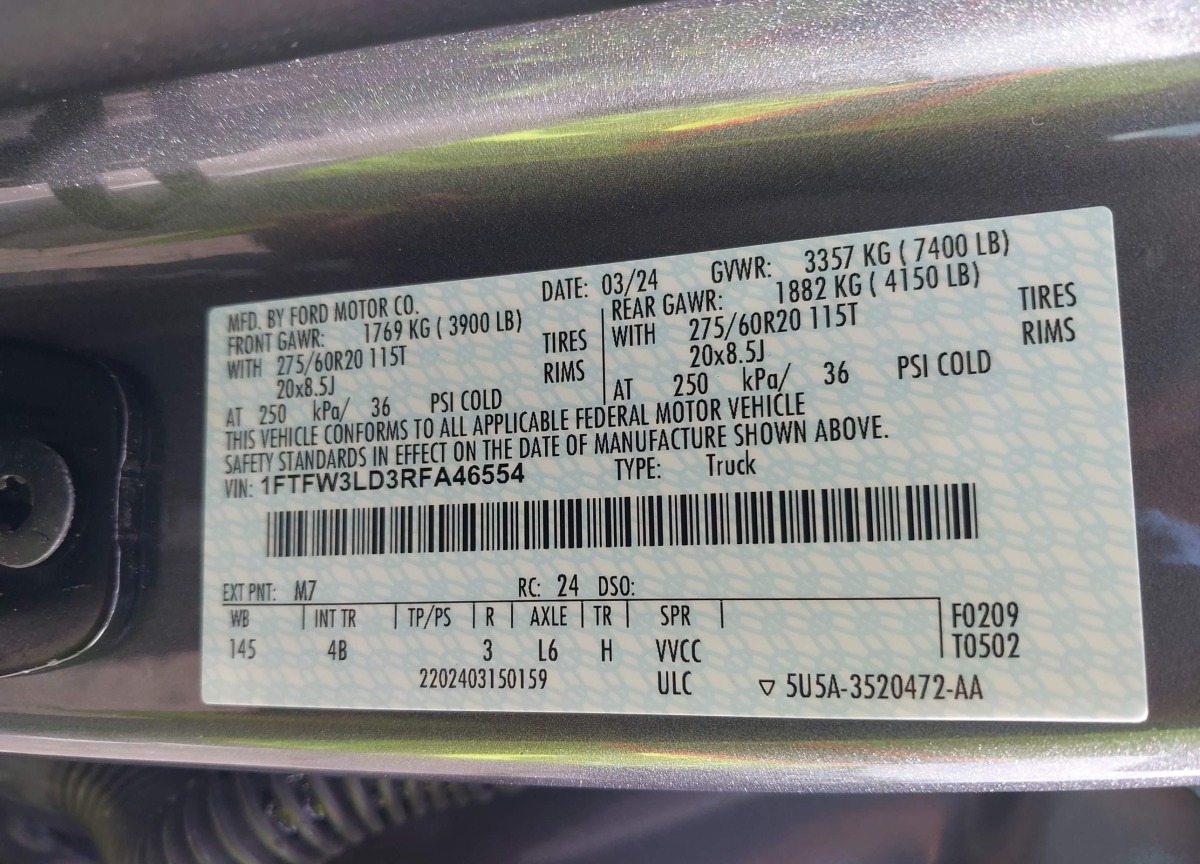 MFD. BY FORD MOTOR CO. DATE: 03/24 GVWR: 3357 KG ( 7400 LB)
FRONT GAWR: 1769 KG ( 3900 LB)
WITH 275/60R20 115T TIRES
20x8.5J RIMS
AT 250 kPa/ 36 PSI COLD
REAR GAWR: 1882 KG ( 4150 LB)
WITH 275/60R20 115T TIRES
20x8.5J RIMS
AT 250 kPa/ 36 PSI COLD
THIS VEHICLE CONFORMS TO ALL APPLICABLE FEDERAL MOTOR VEHICLE
SAFETY STANDARDS IN EFFECT ON THE DATE OF MANUFACTURE SHOWN ABOVE.
VIN: 1FTFW3LD3RFA46554 TYPE: Truck
EXT PNT: M7 RC: 24 DSO:
WB | INT TR | TP/PS | R | AXLE | TR | SPR | F0209
145 4B 3 L6 H VVCC T0502
2202403150159 ULC ▽ 5U5A-3520472-AA